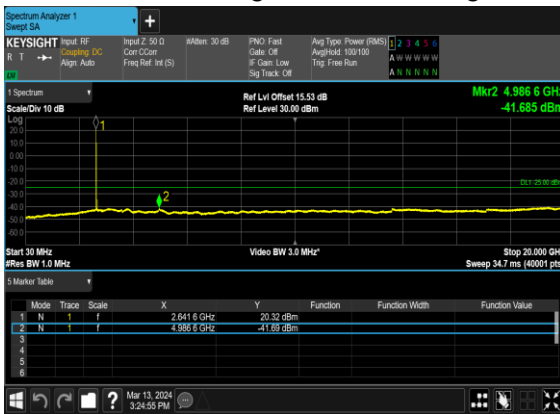 Spectrum Analyzer 1
Swept SA
+
KEYSIGHT Input: RF Input Z: 50 Ω #Atten: 30 dB PNO: Fast Avg Type: Power (RMS) 1 2 3 4 5 6
R T Coupling: DC Corr CCorr Gate: Off Avg|Hold: 100/100 A W W W W W
Align: Auto Freq Ref: Int (S) IF Gain: Low Trig: Free Run
LV Sig Track: Off A N N N N N
1 Spectrum Ref Lvl Offset 15.53 dB Mkr2 4.986 6 GHz
Scale/Div 10 dB Ref Level 30.00 dBm -41.685 dBm
Log
1
20.0
10.0
0.00
-10.0
-20.0
DL1 -25.00 dBm
-30.0
2
-40.0
-50.0
-60.0
Start 30 MHz Video BW 3.0 MHz* Stop 20.000 GH
#Res BW 1.0 MHz Sweep 34.7 ms (40001 pts
5 Marker Table
Mode Trace Scale X Y Function Function Width Function Value
1 N 1 f 2.641 6 GHz 20.32 dBm
2 N 1 f 4.986 6 GHz -41.69 dBm
3
4
5
6
? Mar 13, 2024
3:24:55 PM